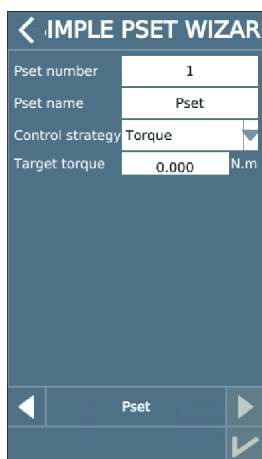 IMPLE PSET WIZAR
Pset number 1
Pset name Pset
Control strategy Torque
Target torque 0.000 N.m
Pset